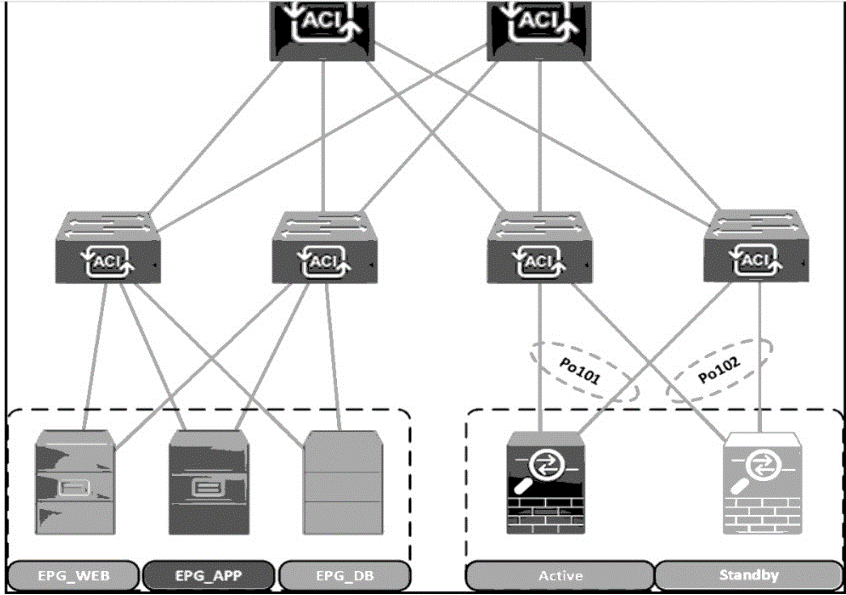 ACI ACI
ACI ACI ACI ACI
Po101 Po102
EPG_WEB EPG_APP EPG_DB Active Standby